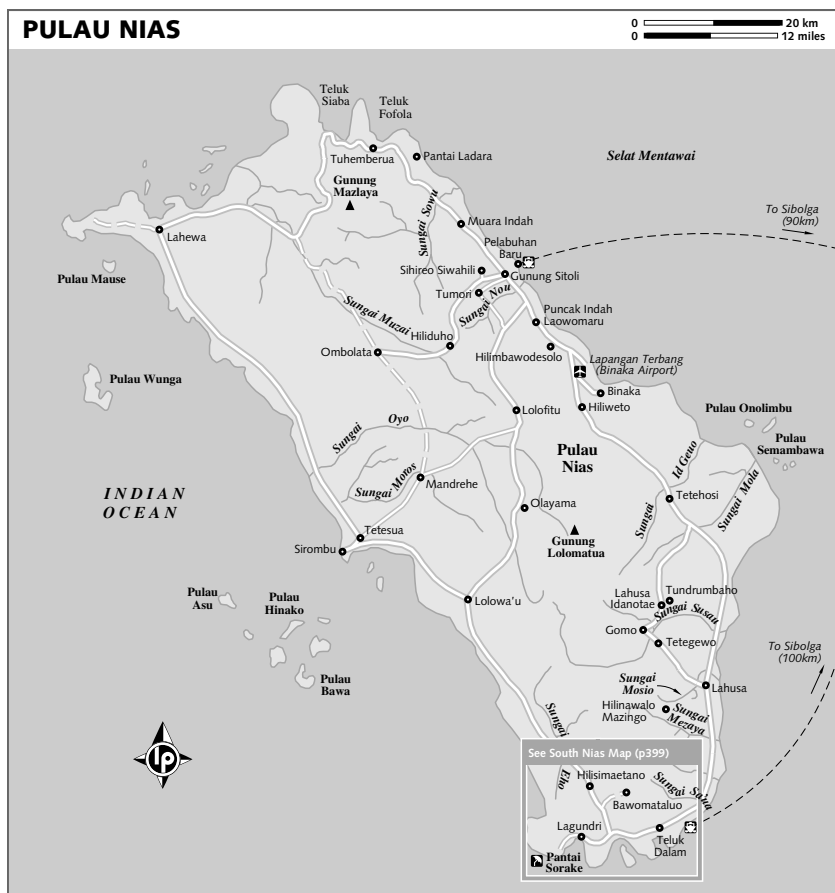 PULAU NIAS
0 20 km
0 12 miles
Teluk
Siaba
Teluk
Fofola
Tuhemberua
Pantai Ladara
Selat Mentawai
Gunung
Mazlaya
Sungai Sowu
Muara Indah
To Sibolga
(90km)
Lahewa
Pelabuhan
Baru
Pulau Mause
Sihireo Siwahili
Gunung Sitoli
Tumori
Sungai Nou
Sungai Muzai
Puncak Indah
Laowomaru
Hiliduho
Ombolata
Hilimbawodesolo
Lapangan Terbang
(Binaka Airport)
Pulau Wunga
Binaka
Lolofitu
Hiliweto
Pulau Onolimbu
Sungai Oyo
Pulau
Semambawa
Pulau
Nias
Id Geuo
Sungai
Sungai Mola
Sungai Moros
Mandrehe
INDIAN
OCEAN
Tetehosi
Olayama
Tetesua
Gunung
Lolomatua
Sirombu
Pulau
Asu
Pulau
Hinako
Lolowa'u
Lahusa
Idanotae
Tundrumbaho
Sungai Susau
Gomo
Tetegewo
To Sibolga
(100km)
Pulau
Bawa
Sungai
Mosio
Lahusa
Hilinawalo
Mazingo
Sungai
Mezaya
Sungai
Eho
lp
See South Nias Map (p399)
Hilisimaetano
Sungai Sa'ua
Bawomataluo
Lagundri
Teluk
Dalam
Pantai
Sorake